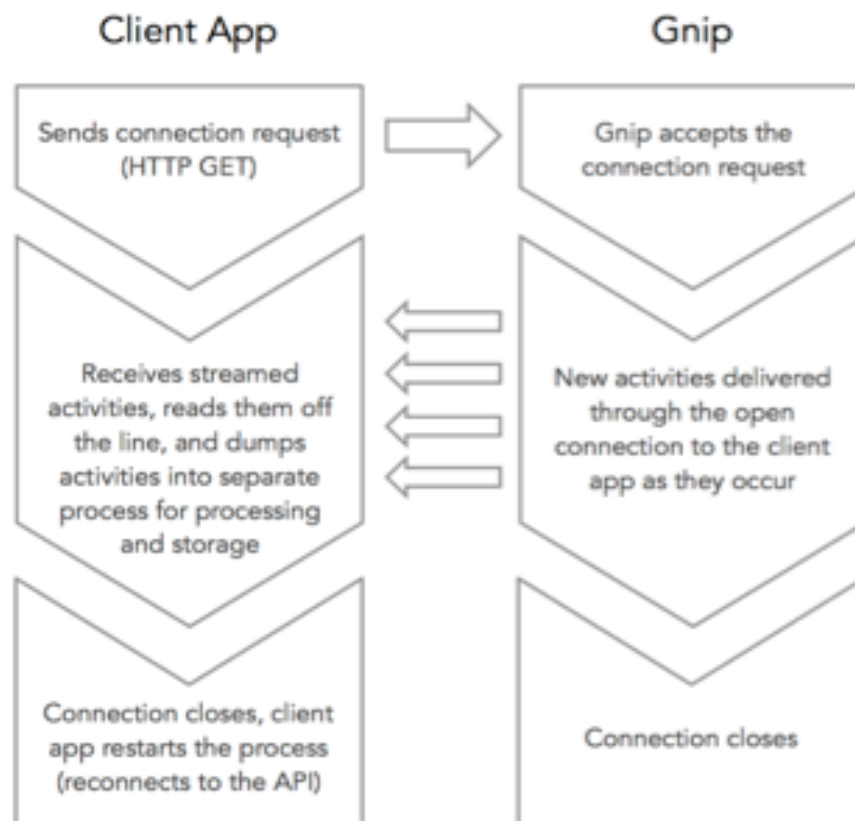 Client App
Gnip
Sends connection request
(HTTP GET)
Gnip accepts the
connection request
Receives streamed
activities, reads them off
the line, and dumps
activities into separate
process for processing
and storage
New activities delivered
through the open
connection to the client
app as they occur
Connection closes, client
app restarts the process
(reconnects to the API)
Connection closes